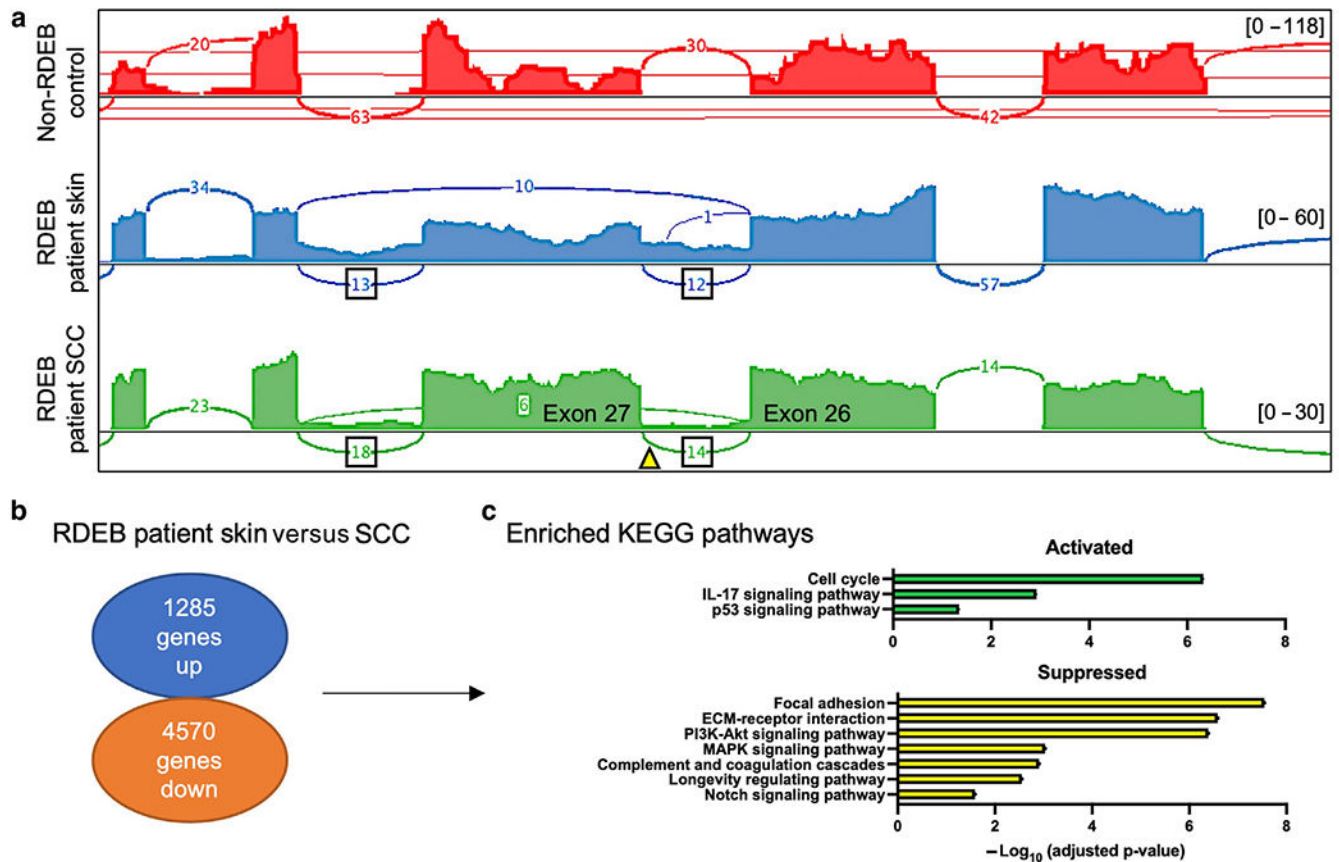 a
Non-RDEB
control
20
63
30
42
[0 – 118]
RDEB
patient skin
34
10
1
13
12
57
[0 – 60]
RDEB
patient SCC
23
6
Exon 27
Exon 26
14
18
14
[0 – 30]
b
RDEB patient skin versus SCC
1285
genes
up
4570
genes
down
c
Enriched KEGG pathways
Activated
Cell cycle
IL-17 signaling pathway
p53 signaling pathway
0 2 4 6 8
Suppressed
Focal adhesion
ECM-receptor interaction
PI3K-Akt signaling pathway
MAPK signaling pathway
Complement and coagulation cascades
Longevity regulating pathway
Notch signaling pathway
0 2 4 6 8
–Log10 (adjusted p-value)